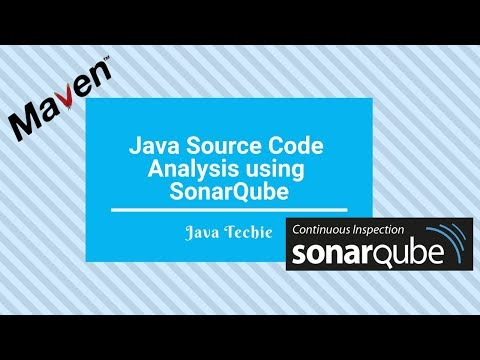 Maven™
Java Source Code
Analysis using
SonarQube
Java Techie
Continuous Inspection
sonarqube